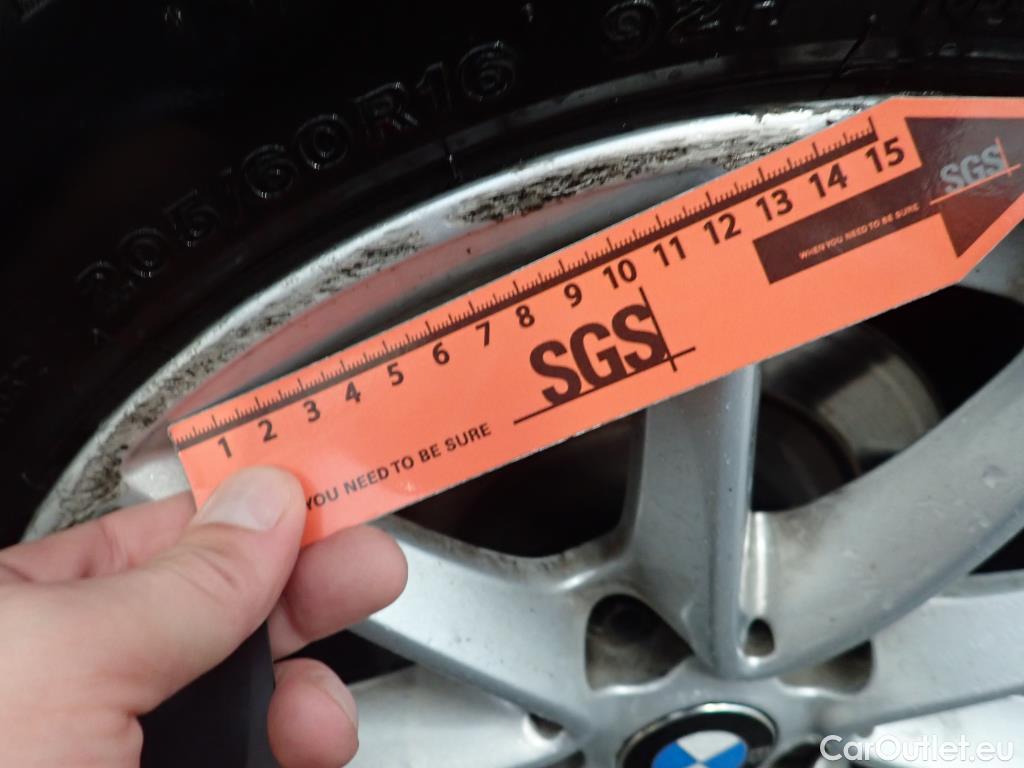 205/60R16 92H
1 2 3 4 5 6 7 8 9 10 11 12 13 14 15
SGS
WHEN YOU NEED TO BE SURE
SGS
YOU NEED TO BE SURE
CarOutlet.eu